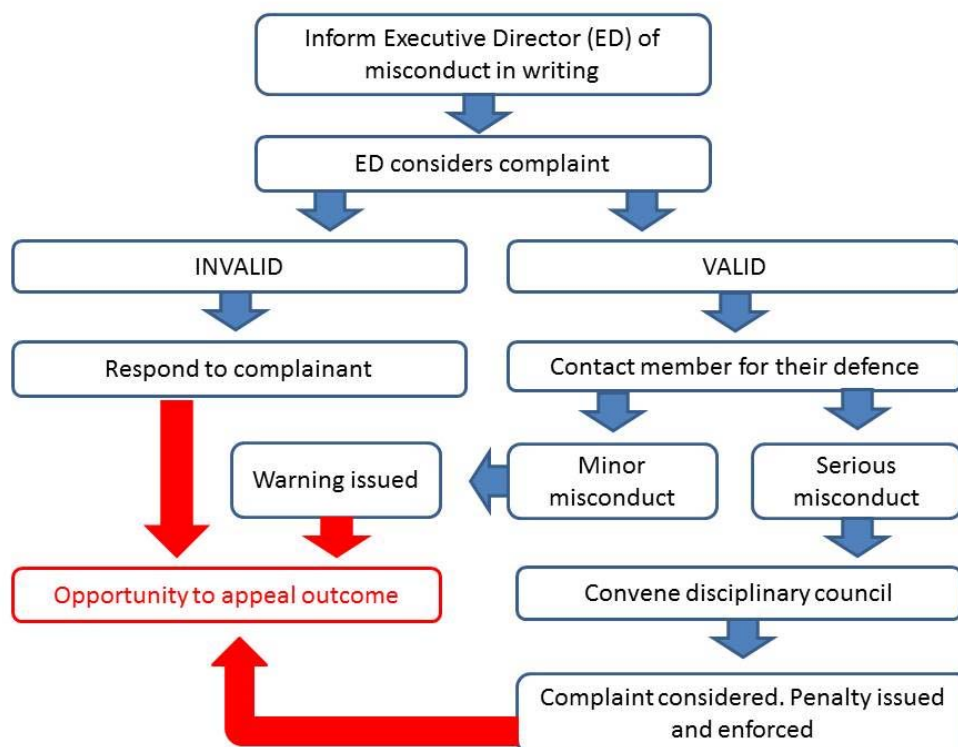 Inform Executive Director (ED) of
misconduct in writing
ED considers complaint
INVALID
VALID
Respond to complainant
Contact member for their defence
Warning issued
Minor
misconduct
Serious
misconduct
Opportunity to appeal outcome
Convene disciplinary council
Complaint considered. Penalty issued
and enforced